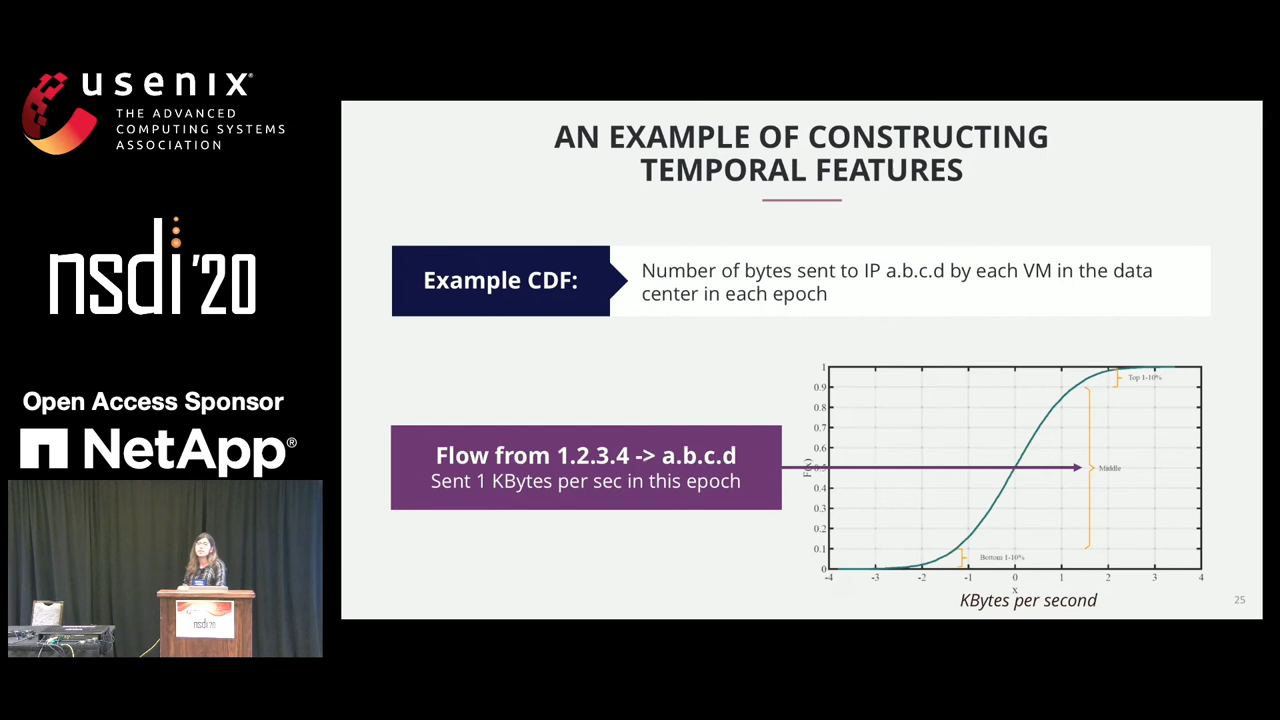 usenix®
THE ADVANCED
COMPUTING SYSTEMS
ASSOCIATION
nsdi '20
Open Access Sponsor
NetApp®
nsdi'20
AN EXAMPLE OF CONSTRUCTING
TEMPORAL FEATURES
Example CDF:
Number of bytes sent to IP a.b.c.d by each VM in the data
center in each epoch
Flow from 1.2.3.4 -> a.b.c.d
Sent 1 KBytes per sec in this epoch
1
0.9
0.8
0.7
0.6
0.5
0.4
0.3
0.2
0.1
0
F(x)
Top 1-10%
Middle
Bottom 1-10%
-4 -3 -2 -1 0 1 2 3 4
x
KBytes per second
25